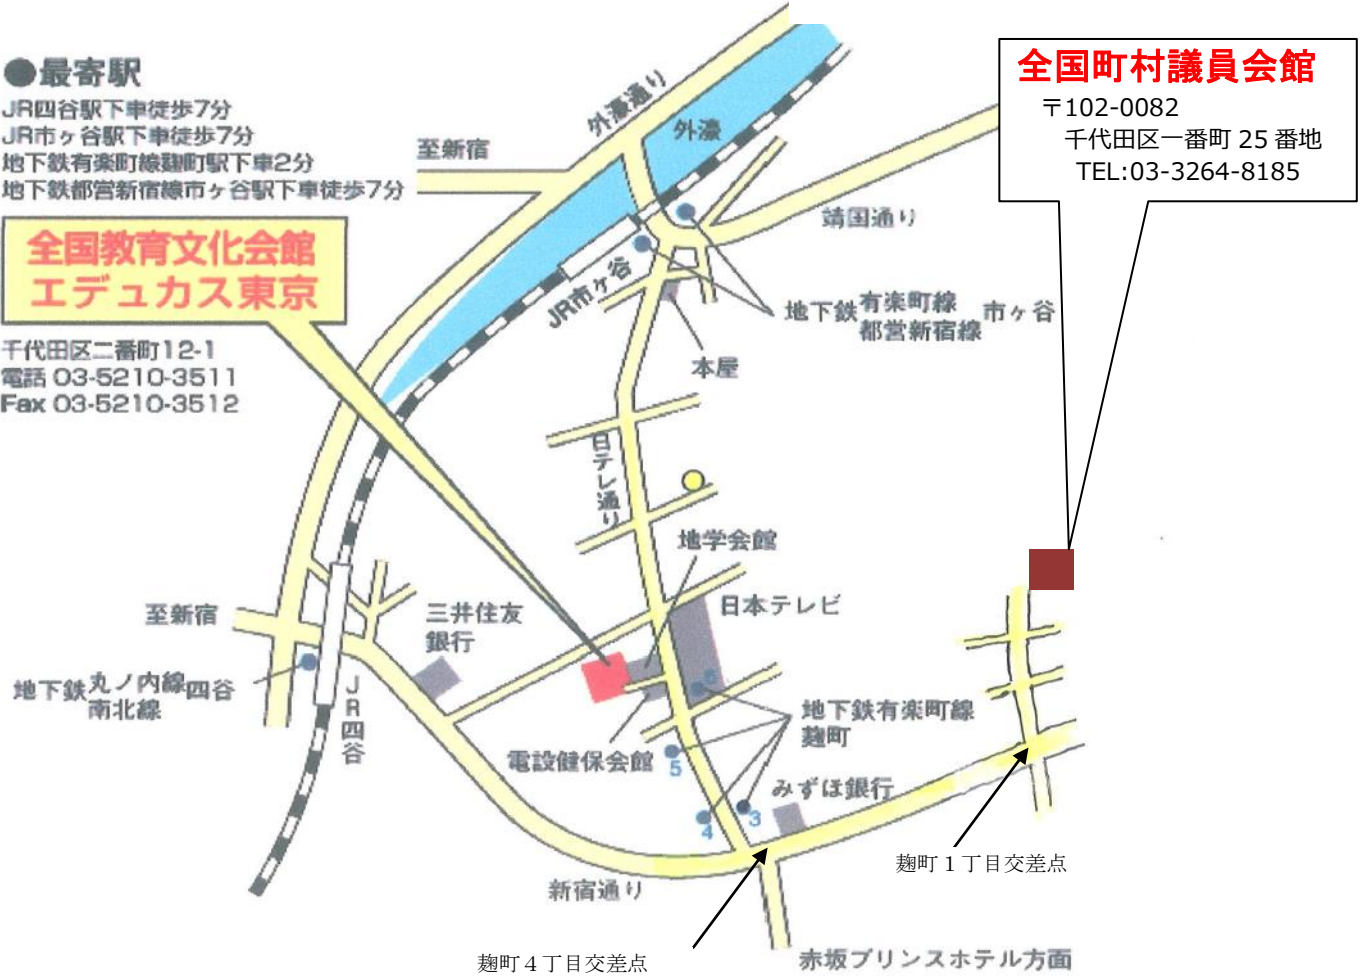 ●最寄駅
JR四谷駅下車徒歩7分
JR市ヶ谷駅下車徒歩7分
地下鉄有楽町線麹町駅下車2分
地下鉄都営新宿線市ヶ谷駅下車徒歩7分
全国教育文化会館
エデュカス東京
千代田区二番町12-1
電話 03-5210-3511
Fax 03-5210-3512
全国町村議員会館
〒102-0082
千代田区一番町 25 番地
TEL:03-3264-8185
外濠通り
外濠
至新宿
靖国通り
JR市ヶ谷
地下鉄 有楽町線 市ヶ谷
都営新宿線
本屋
日テレ通り
地学会館
日本テレビ
至新宿
三井住友
銀行
地下鉄 丸ノ内線 四谷
南北線
JR四谷
6
地下鉄有楽町線
麹町
電設健保会館
5
みずほ銀行
4
3
麹町１丁目交差点
新宿通り
麹町４丁目交差点
赤坂プリンスホテル方面